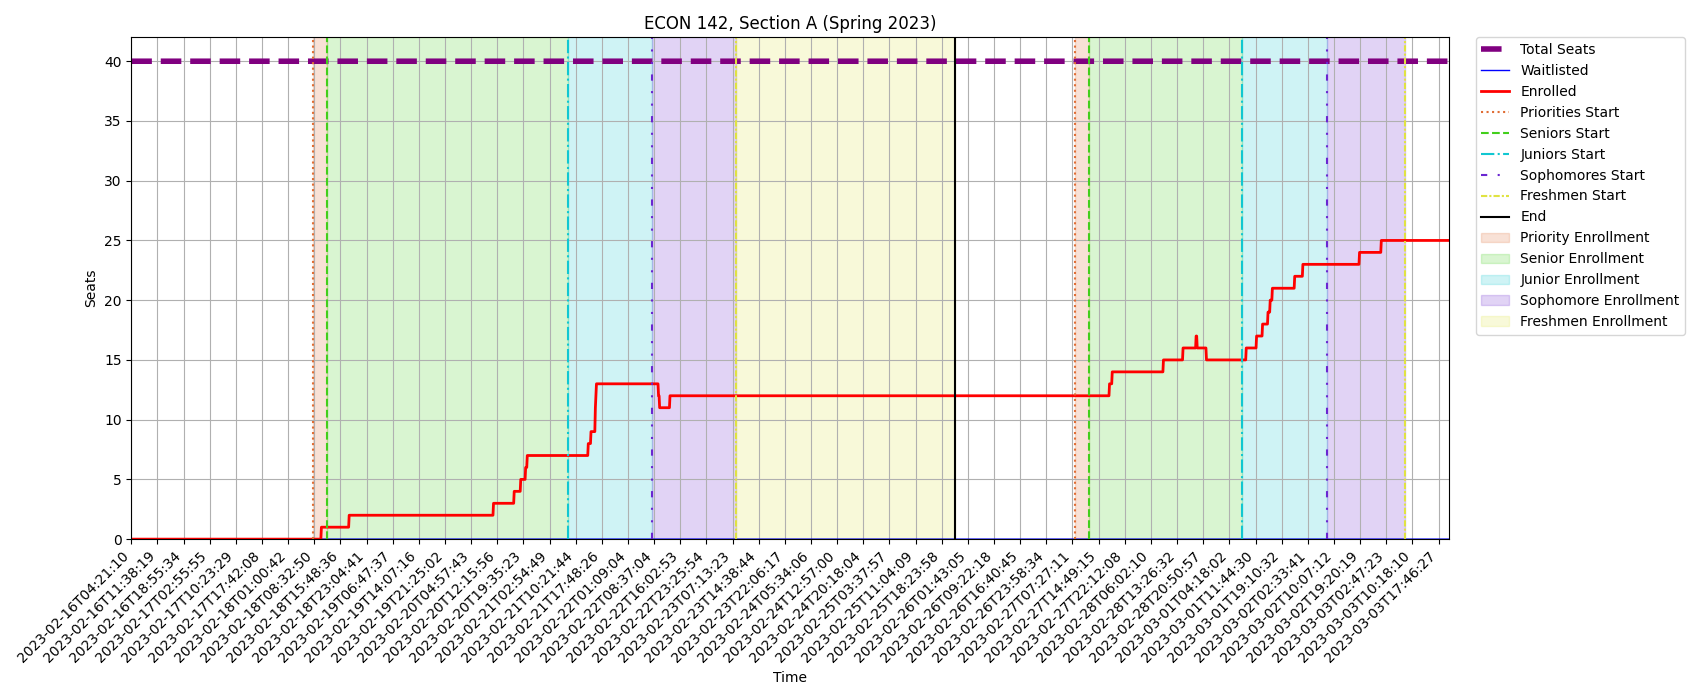 ECON 142, Section A (Spring 2023)
Seats
40
35
30
25
20
15
10
5
0
2023-02-16T04:21:10
2023-02-16T11:38:19
2023-02-16T18:55:34
2023-02-17T02:55:55
2023-02-17T10:23:29
2023-02-17T17:42:08
2023-02-18T01:00:42
2023-02-18T08:32:50
2023-02-18T15:48:36
2023-02-18T23:04:41
2023-02-19T06:47:37
2023-02-19T14:07:16
2023-02-19T21:25:02
2023-02-20T04:57:43
2023-02-20T12:15:56
2023-02-20T19:35:23
2023-02-21T02:54:49
2023-02-21T10:21:44
2023-02-21T17:48:26
2023-02-22T01:09:04
2023-02-22T08:37:04
2023-02-22T16:02:53
2023-02-22T23:25:54
2023-02-23T07:13:23
2023-02-23T14:38:44
2023-02-23T22:06:17
2023-02-24T05:34:06
2023-02-24T12:57:00
2023-02-24T20:18:04
2023-02-25T03:37:57
2023-02-25T11:04:09
2023-02-25T18:23:58
2023-02-26T01:43:05
2023-02-26T09:22:18
2023-02-26T16:40:45
2023-02-26T23:58:34
2023-02-27T07:27:11
2023-02-27T14:49:15
2023-02-27T22:12:08
2023-02-28T06:02:10
2023-02-28T13:26:32
2023-02-28T20:50:57
2023-03-01T04:18:02
2023-03-01T11:44:30
2023-03-01T19:10:32
2023-03-02T02:33:41
2023-03-02T10:07:12
2023-03-02T19:20:19
2023-03-03T02:47:23
2023-03-03T10:18:16
2023-03-03T17:46:27
Time
Total Seats
Waitlisted
Enrolled
Priorities Start
Seniors Start
Juniors Start
Sophomores Start
Freshmen Start
End
Priority Enrollment
Senior Enrollment
Junior Enrollment
Sophomore Enrollment
Freshmen Enrollment